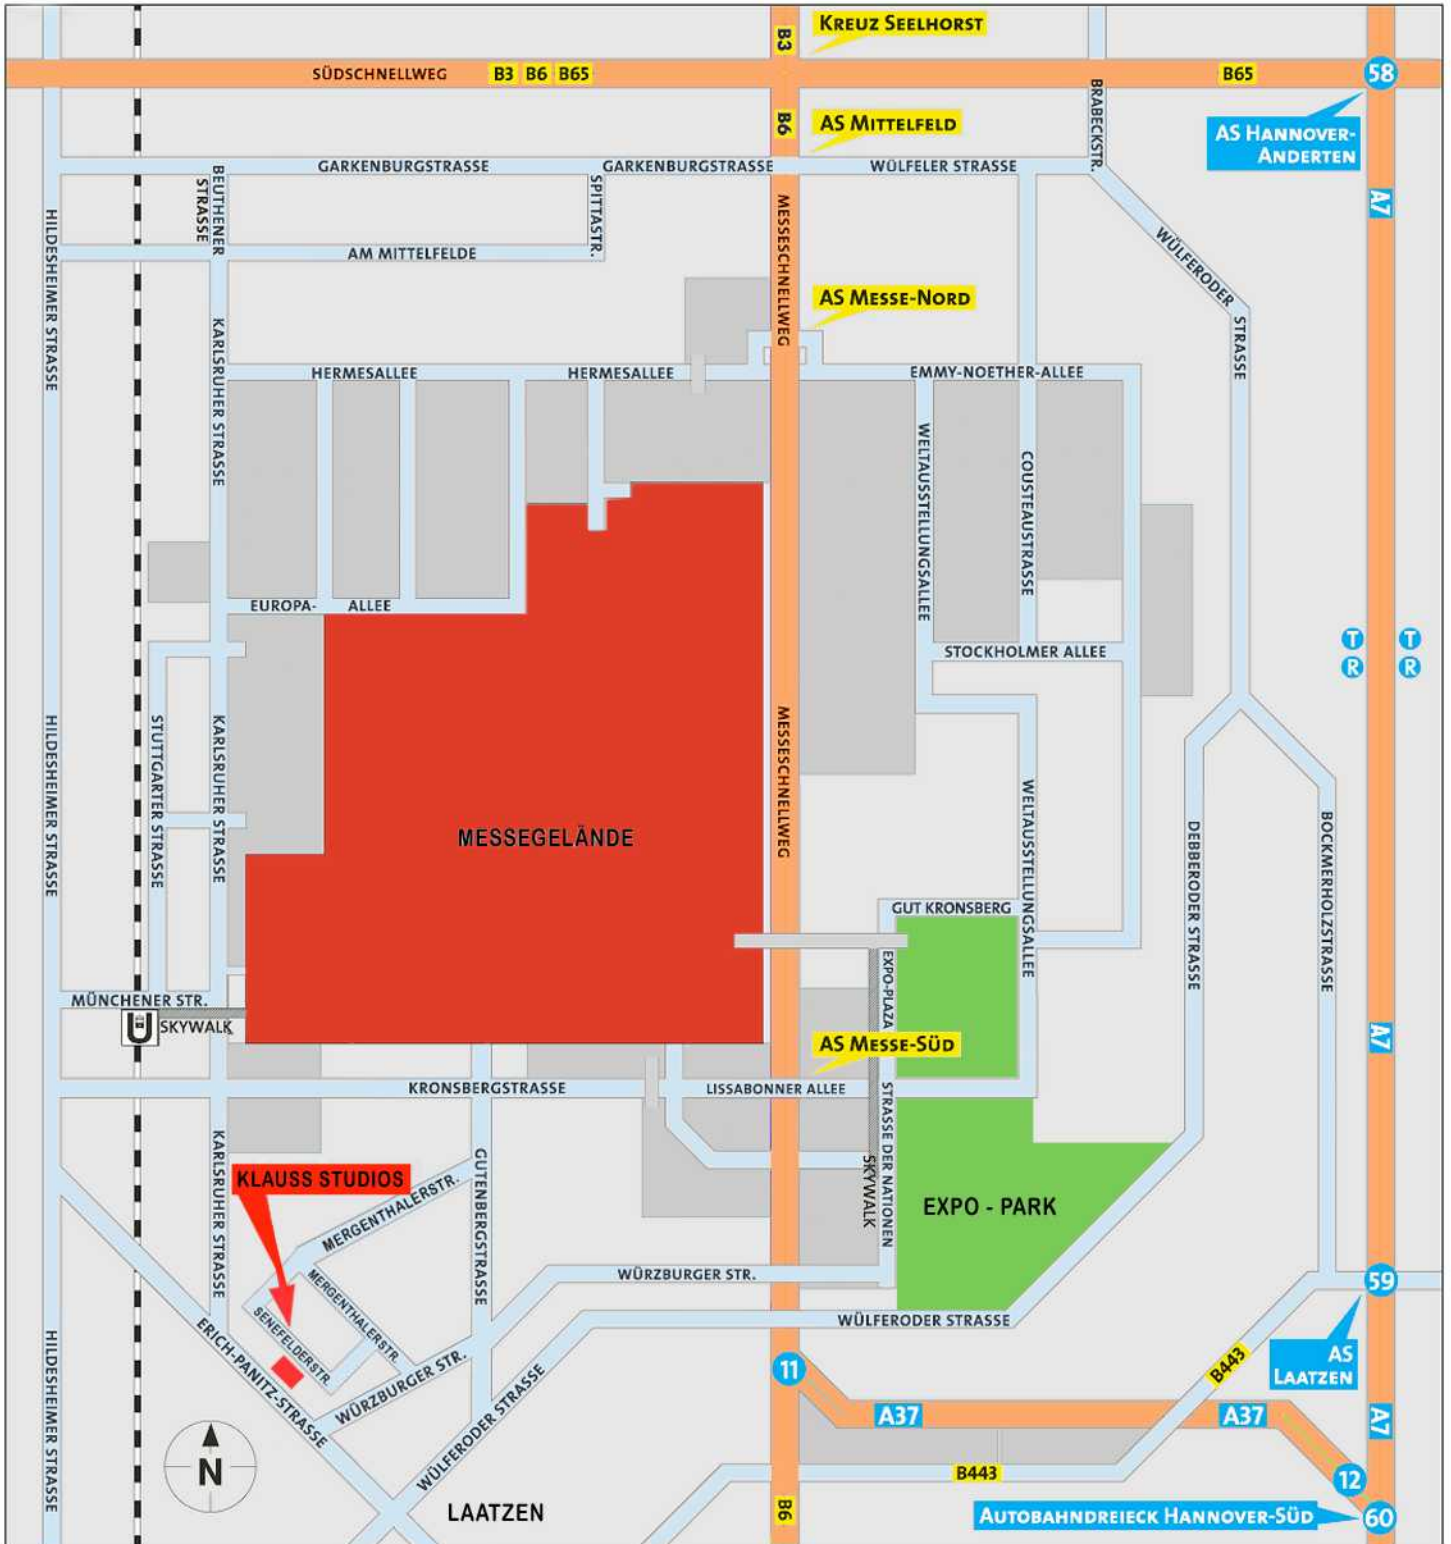 KREUZ SEELHORST
B3
SÜDSCHNELLWEG
B3
B6
B65
B65
58
BRABECKSTR.
B6
AS MITTELFELD
AS HANNOVER-
ANDERTEN
GARKENBURGSTRASSE
GARKENBURGSTRASSE
WÜLFELER STRASSE
BEUTHENER
STRASSE
SPITTASTR.
A7
HILDESHEIMER STRASSE
MESSESCHNELLWEG
WÜLFERODER
STRASSE
AM MITTELFELDE
AS MESSE-NORD
KARLSRUHER STRASSE
HERMESALLEE
HERMESALLEE
EMMY-NOETHER-ALLEE
WELTAUSSTELLUNGSALLEE
COUSTEAUSTRASSE
EUROPA-
ALLEE
STOCKHOLMER ALLEE
T
T
R
R
HILDESHEIMER STRASSE
STUTTGARTER STRASSE
KARLSRUHER STRASSE
MESSEGELÄNDE
MESSESCHNELLWEG
WELTAUSSTELLUNGSALLEE
DEBBERODER STRASSE
BOCKMERHOLZSTRASSE
GUT KRONSBERG
EXPO-PLAZA
MÜNCHENER STR.
U
SKYWALK
AS MESSE-SÜD
A7
KRONSBERGSTRASSE
LISSABONNER ALLEE
STRASSE DER NATIONEN
SKYWALK
KARLSRUHER STRASSE
KLAUSS STUDIOS
MERGENTHALERSTR.
GUTENBERGSTRASSE
EXPO - PARK
MERGENTHALERSTR.
SENEFELDERSTR.
WÜRZBURGER STR.
59
WÜLFERODER STRASSE
ERICH-PANITZ-STRASSE
HILDESHEIMER STRASSE
WÜRZBURGER STR.
WÜLFERODER STRASSE
11
B443
AS
LAATZEN
A37
A37
A7
N
B443
12
LAATZEN
B6
AUTOBAHNDREIECK HANNOVER-SÜD
60